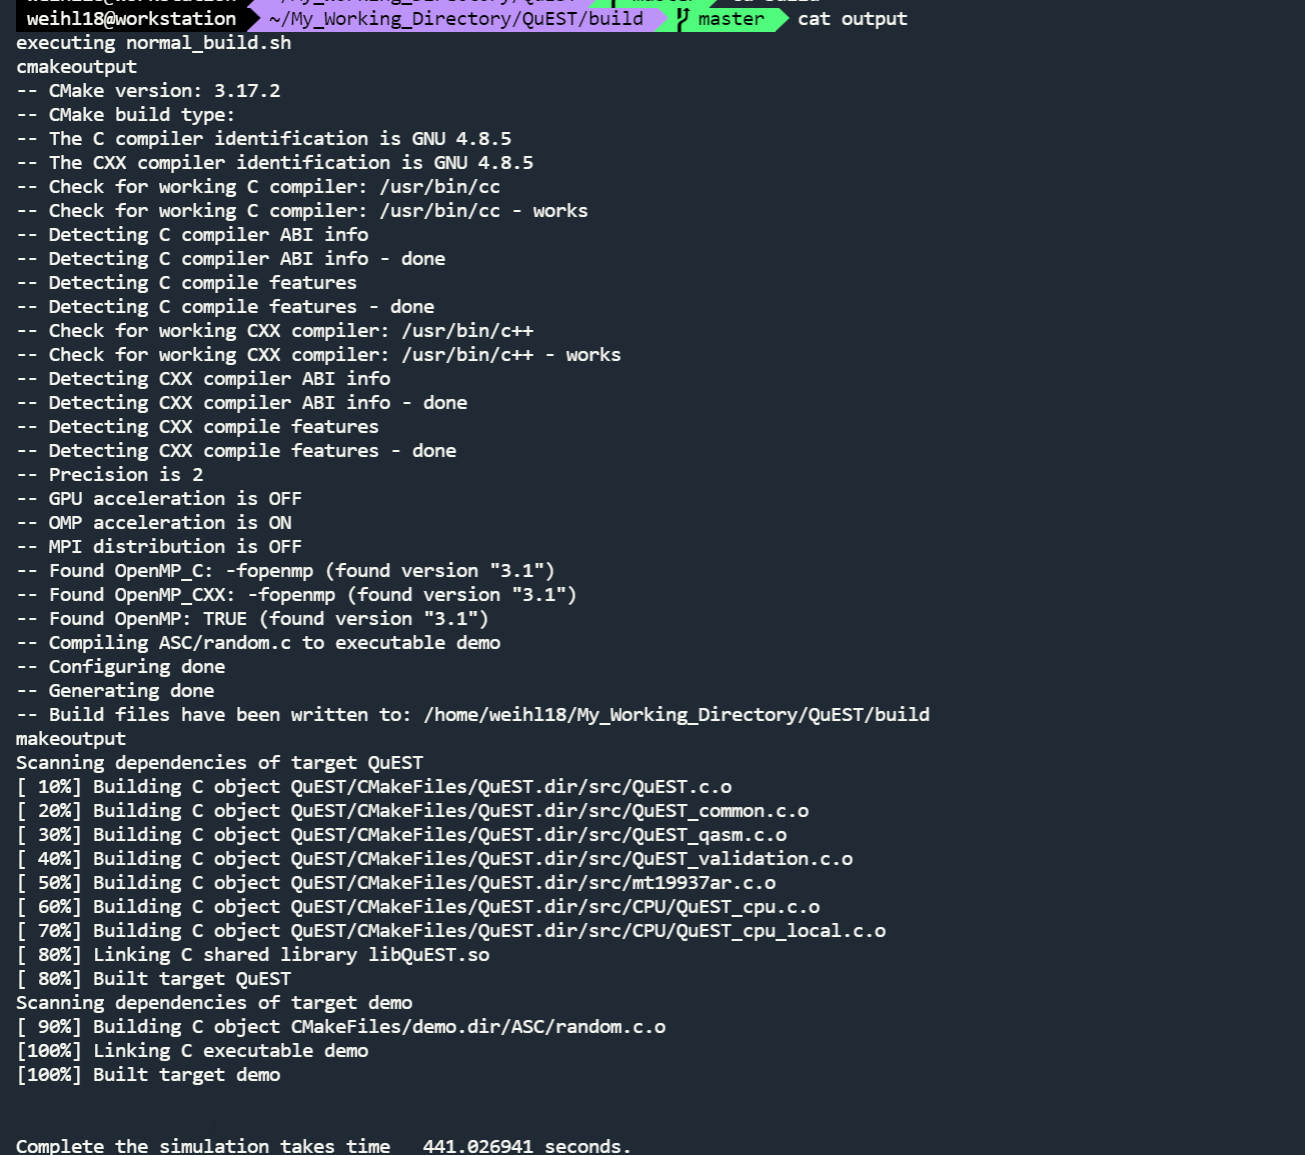 weihl18@workstation ~/My_Working_Directory/QuEST/build master cat output
executing normal_build.sh
cmakeoutput
-- CMake version: 3.17.2
-- CMake build type:
-- The C compiler identification is GNU 4.8.5
-- The CXX compiler identification is GNU 4.8.5
-- Check for working C compiler: /usr/bin/cc
-- Check for working C compiler: /usr/bin/cc - works
-- Detecting C compiler ABI info
-- Detecting C compiler ABI info - done
-- Detecting C compile features
-- Detecting C compile features - done
-- Check for working CXX compiler: /usr/bin/c++
-- Check for working CXX compiler: /usr/bin/c++ - works
-- Detecting CXX compiler ABI info
-- Detecting CXX compiler ABI info - done
-- Detecting CXX compile features
-- Detecting CXX compile features - done
-- Precision is 2
-- GPU acceleration is OFF
-- OMP acceleration is ON
-- MPI distribution is OFF
-- Found OpenMP_C: -fopenmp (found version "3.1")
-- Found OpenMP_CXX: -fopenmp (found version "3.1")
-- Found OpenMP: TRUE (found version "3.1")
-- Compiling ASC/random.c to executable demo
-- Configuring done
-- Generating done
-- Build files have been written to: /home/weihl18/My_Working_Directory/QuEST/build
makeoutput
Scanning dependencies of target QuEST
[ 10%] Building C object QuEST/CMakeFiles/QuEST.dir/src/QuEST.c.o
[ 20%] Building C object QuEST/CMakeFiles/QuEST.dir/src/QuEST_common.c.o
[ 30%] Building C object QuEST/CMakeFiles/QuEST.dir/src/QuEST_qasm.c.o
[ 40%] Building C object QuEST/CMakeFiles/QuEST.dir/src/QuEST_validation.c.o
[ 50%] Building C object QuEST/CMakeFiles/QuEST.dir/src/mt19937ar.c.o
[ 60%] Building C object QuEST/CMakeFiles/QuEST.dir/src/CPU/QuEST_cpu.c.o
[ 70%] Building C object QuEST/CMakeFiles/QuEST.dir/src/CPU/QuEST_cpu_local.c.o
[ 80%] Linking C shared library libQuEST.so
[ 80%] Built target QuEST
Scanning dependencies of target demo
[ 90%] Building C object CMakeFiles/demo.dir/ASC/random.c.o
[100%] Linking C executable demo
[100%] Built target demo
Complete the simulation takes time   441.026941 seconds.